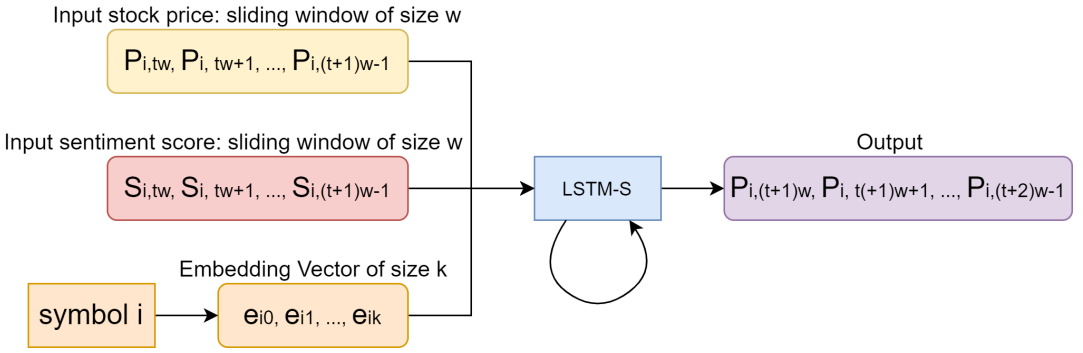 Input stock price: sliding window of size w
Pi,tw, Pi, tw+1, ..., Pi,(t+1)w-1
Input sentiment score: sliding window of size w
Si,tw, Si, tw+1, ..., Si,(t+1)w-1
LSTM-S
Output
Pi,(t+1)w, Pi, t(+1)w+1, ..., Pi,(t+2)w-1
Embedding Vector of size k
symbol i
ei0, ei1, ..., eik